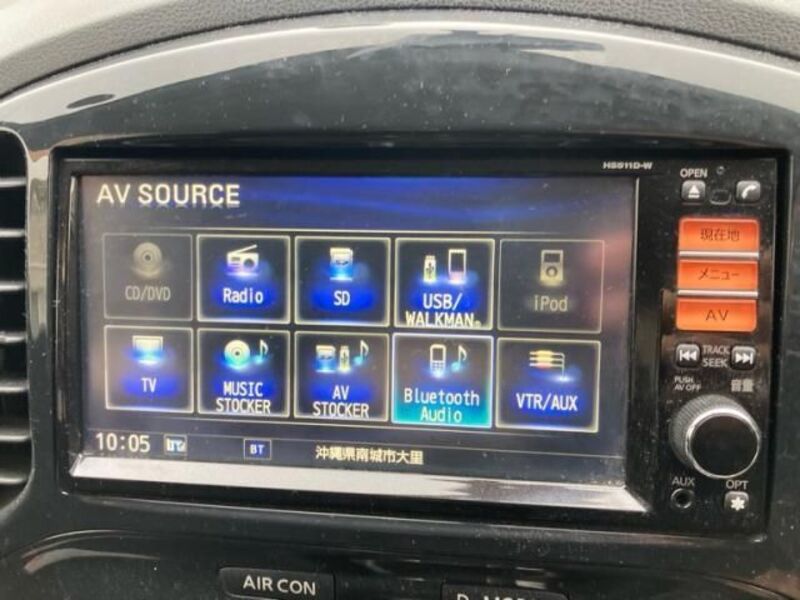 HS511D-W
OPEN
AV SOURCE
現在地
メニュー
AV
CD/DVD
Radio
SD
USB/
WALKMAN®
iPod
TRACK
SEEK
TV
MUSIC
STOCKER
AV
STOCKER
Bluetooth
Audio
VTR/AUX
PUSH
AV OFF
音量
10:05
BT
沖縄県南城市大里
AUX
OPT
AIR CON